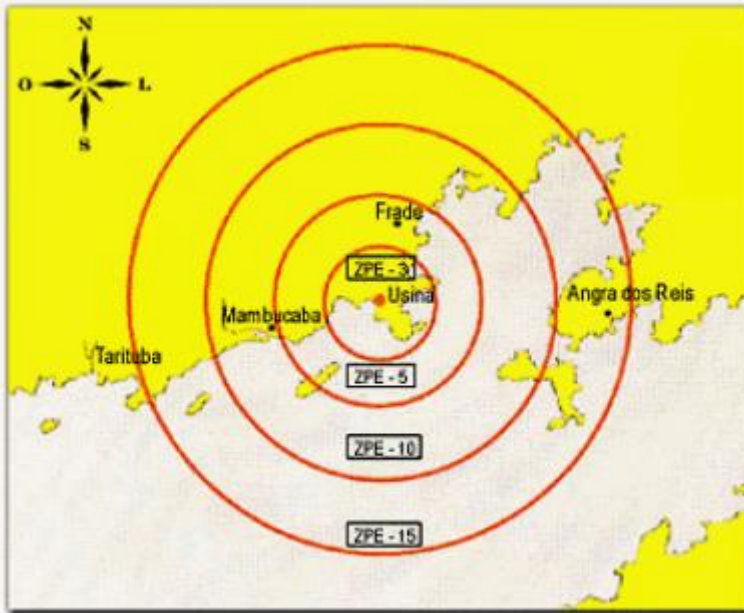 N
O L
S
Frade
ZPE - 3
Usina
Angra dos Reis
Mambucaba
Tarituba
ZPE - 5
ZPE - 10
ZPE - 15